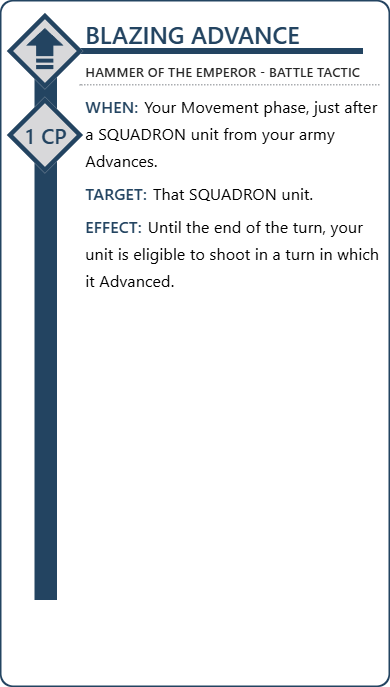 BLAZING ADVANCE
HAMMER OF THE EMPEROR - BATTLE TACTIC
1 CP
WHEN: Your Movement phase, just after
a SQUADRON unit from your army
Advances.
TARGET: That SQUADRON unit.
EFFECT: Until the end of the turn, your
unit is eligible to shoot in a turn in which
it Advanced.